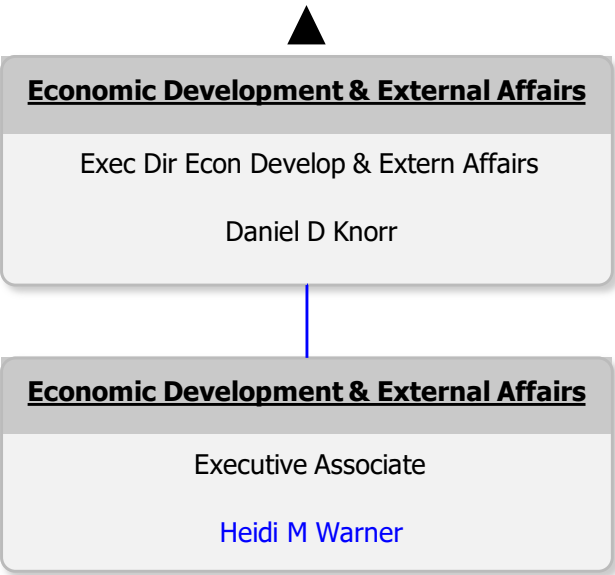 Economic Development & External Affairs
Exec Dir Econ Develop & Extern Affairs
Daniel D Knorr
Economic Development & External Affairs
Executive Associate
Heidi M Warner